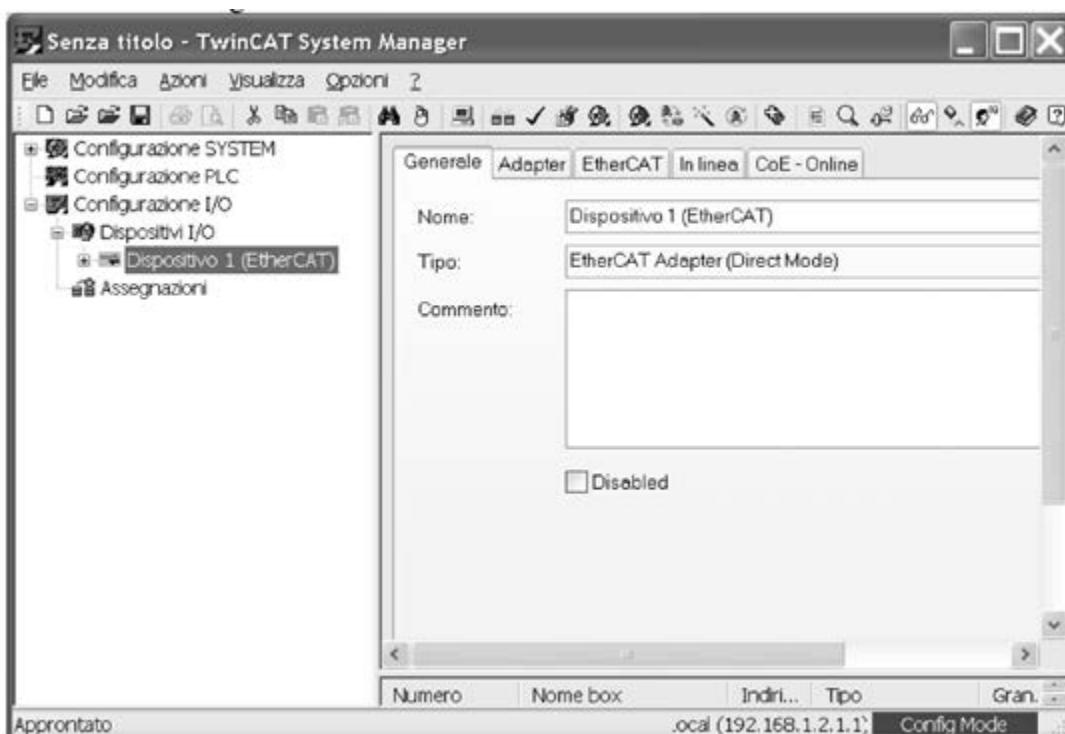 Senza titolo - TwinCAT System Manager
File Modifica Azioni Visualizza Opzioni ?
Configurazione SYSTEM
Configurazione PLC
Configurazione I/O
Dispositivi I/O
Dispositivo 1 (EtherCAT)
Assegnazioni
Generale Adapter EtherCAT In linea CoE - Online
Nome: Dispositivo 1 (EtherCAT)
Tipo: EtherCAT Adapter (Direct Mode)
Commento:
Disabled
Numero Nome box Indiri... Tipo Gran.
Approntato .ocal (192.168.1.2.1.1) Config Mode